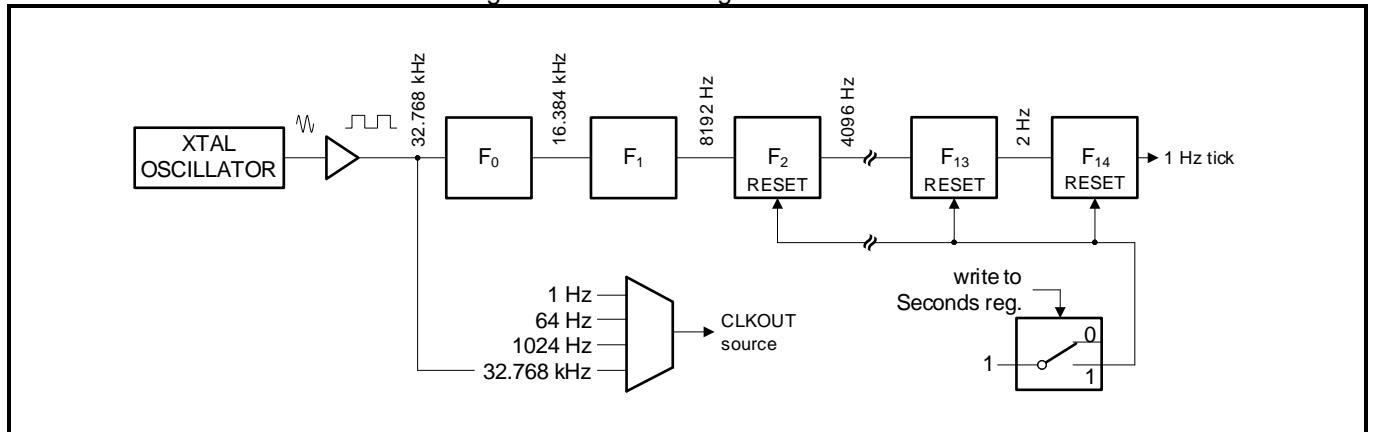 32.768 kHz
16.384 kHz
8192 Hz
4096 Hz
2 Hz
XTAL
OSCILLATOR
F0
F1
F2
RESET
F13
RESET
F14
RESET
1 Hz tick
1 Hz
64 Hz
1024 Hz
32.768 kHz
CLKOUT
source
write to
Seconds reg.
0
1
1